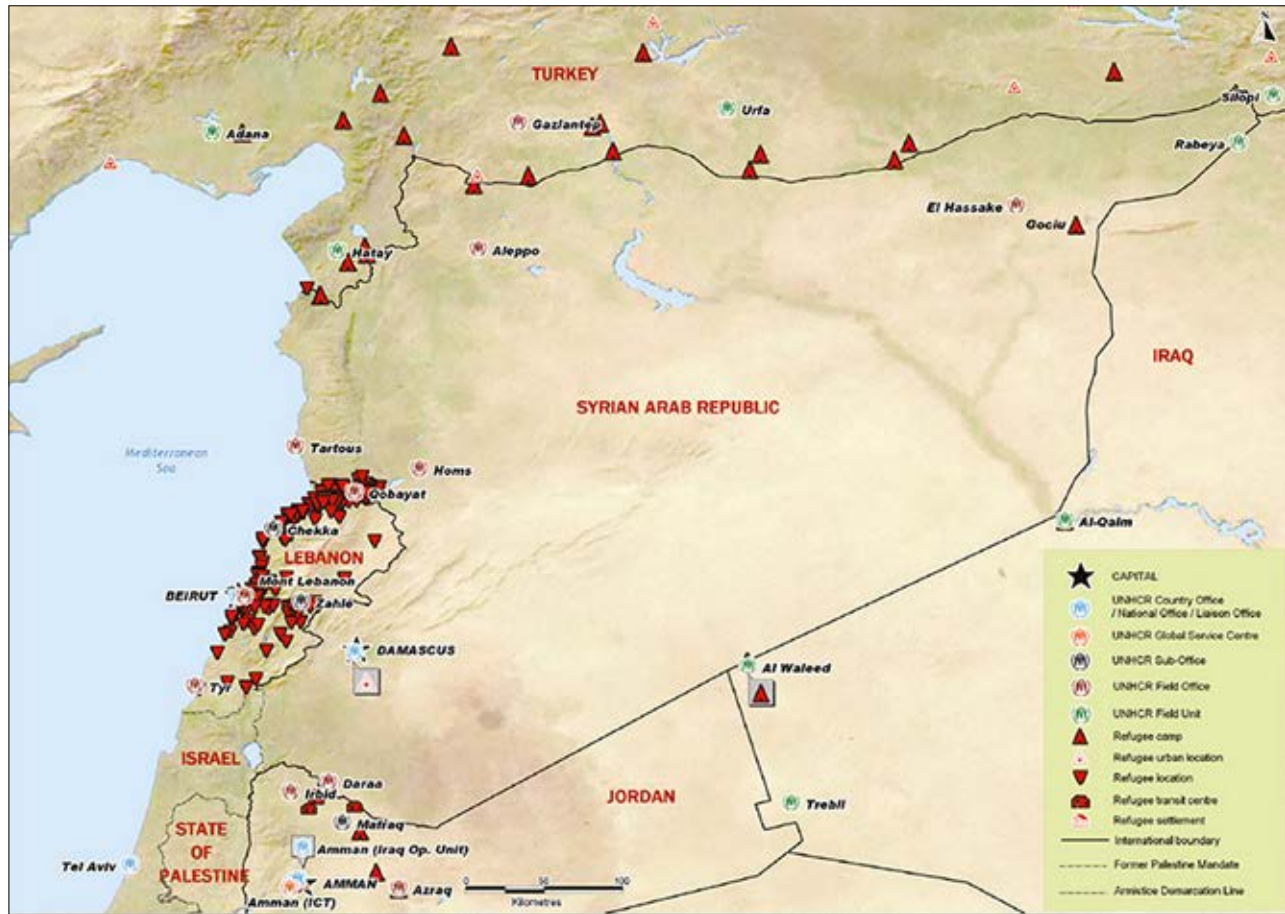 N
TURKEY
Silopi
Adana
Gaziantep
Urfa
Rabeya
El Hassake
Gociu
Hatay
Aleppo
IRAQ
SYRIAN ARAB REPUBLIC
Mediterranean
Sea
Tartous
Homs
Qobayat
Chekka
Al-Qaim
LEBANON
Mont Lebanon
BEIRUT
Zahle
DAMASCUS
Al Waleed
Tyr
ISRAEL
Daraa
Irbid
JORDAN
Trebil
Mafraq
STATE
OF
PALESTINE
Amman (Iraq Op. Unit)
Tel Aviv
AMMAN
Azraq
Amman (ICT)
0 50 100
Kilometres
CAPITAL
UNHCR Country Office
/ National Office / Liaison Office
UNHCR Global Service Centre
UNHCR Sub-Office
UNHCR Field Office
UNHCR Field Unit
Refugee camp
Refugee urban location
Refugee location
Refugee transit centre
Refugee settlement
International boundary
Former Palestine Mandate
Armistice Demarcation Line